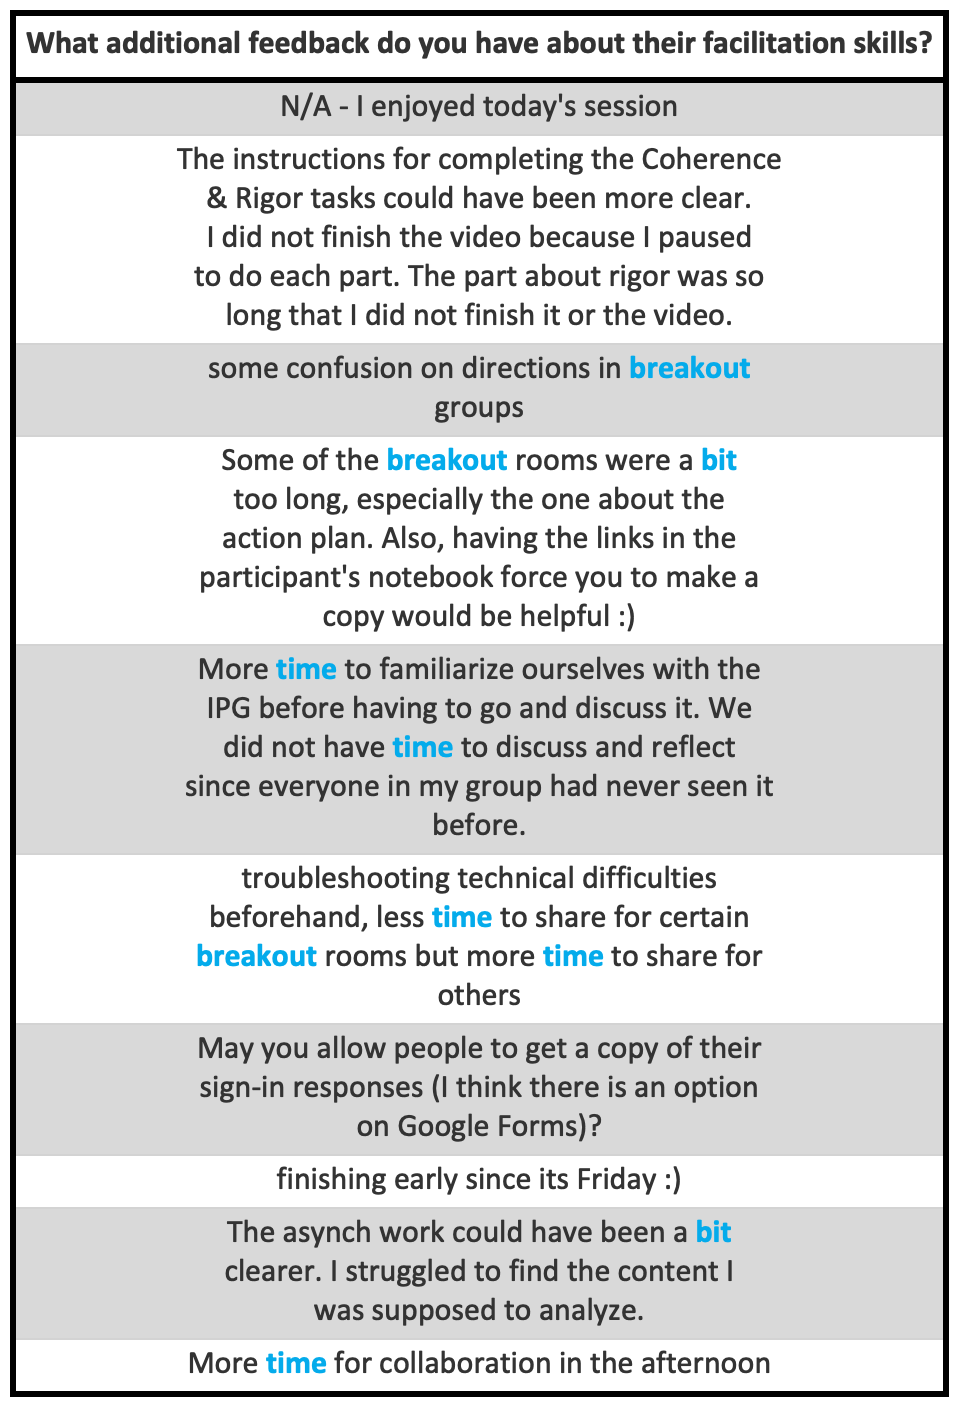 What additional feedback do you have about their facilitation skills?
N/A - I enjoyed today's session
The instructions for completing the Coherence
& Rigor tasks could have been more clear.
I did not finish the video because I paused
to do each part. The part about rigor was so
long that I did not finish it or the video.
some confusion on directions in breakout
groups
Some of the breakout rooms were a bit
too long, especially the one about the
action plan. Also, having the links in the
participant's notebook force you to make a
copy would be helpful :)
More time to familiarize ourselves with the
IPG before having to go and discuss it. We
did not have time to discuss and reflect
since everyone in my group had never seen it
before.
troubleshooting technical difficulties
beforehand, less time to share for certain
breakout rooms but more time to share for
others
May you allow people to get a copy of their
sign-in responses (I think there is an option
on Google Forms)?
finishing early since its Friday :)
The asynch work could have been a bit
clearer. I struggled to find the content I
was supposed to analyze.
More time for collaboration in the afternoon